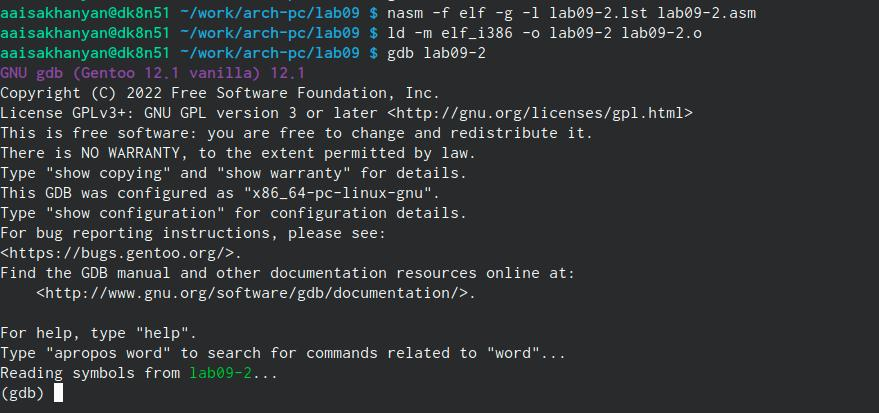 aaisakhanyan@dk8n51 ~/work/arch-pc/lab09 $ nasm -f elf -g -l lab09-2.lst lab09-2.asm
aaisakhanyan@dk8n51 ~/work/arch-pc/lab09 $ ld -m elf_i386 -o lab09-2 lab09-2.o
aaisakhanyan@dk8n51 ~/work/arch-pc/lab09 $ gdb lab09-2
GNU gdb (Gentoo 12.1 vanilla) 12.1
Copyright (C) 2022 Free Software Foundation, Inc.
License GPLv3+: GNU GPL version 3 or later <http://gnu.org/licenses/gpl.html>
This is free software: you are free to change and redistribute it.
There is NO WARRANTY, to the extent permitted by law.
Type "show copying" and "show warranty" for details.
This GDB was configured as "x86_64-pc-linux-gnu".
Type "show configuration" for configuration details.
For bug reporting instructions, please see:
<https://bugs.gentoo.org/>.
Find the GDB manual and other documentation resources online at:
    <http://www.gnu.org/software/gdb/documentation/>.

For help, type "help".
Type "apropos word" to search for commands related to "word"...
Reading symbols from lab09-2...
(gdb)